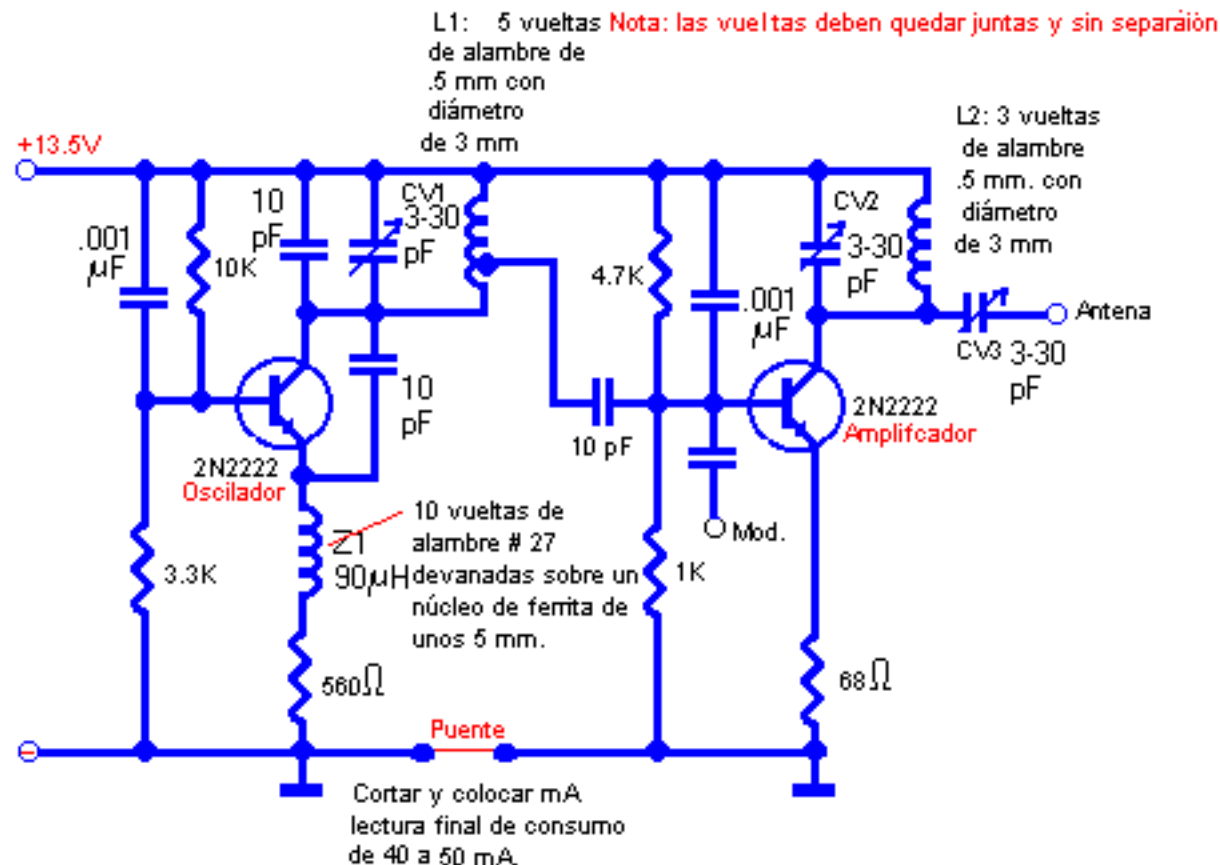 L1: 5 vueltas Nota: las vueltas deben quedar juntas y sin separáiòn
de alambre de
.5 mm con
diámetro
de 3 mm
L2: 3 vueltas
de alambre
.5 mm. con
diámetro
de 3 mm
+13.5V
.001
µF
10K
10
pF
CV1
3-30
pF
4.7K
.001
µF
CV2
3-30
pF
Antena
CV3 3-30
pF
10
pF
10 pF
2N2222
Oscilador
2N2222
Amplifcador
Mod.
3.3K
Z1
90µH
10 vueltas de
alambre # 27
devanadas sobre un
núcleo de ferrita de
unos 5 mm.
1K
560Ω
68Ω
Puente
−
Cortar y colocar mA
lectura final de consumo
de 40 a 50 mA.